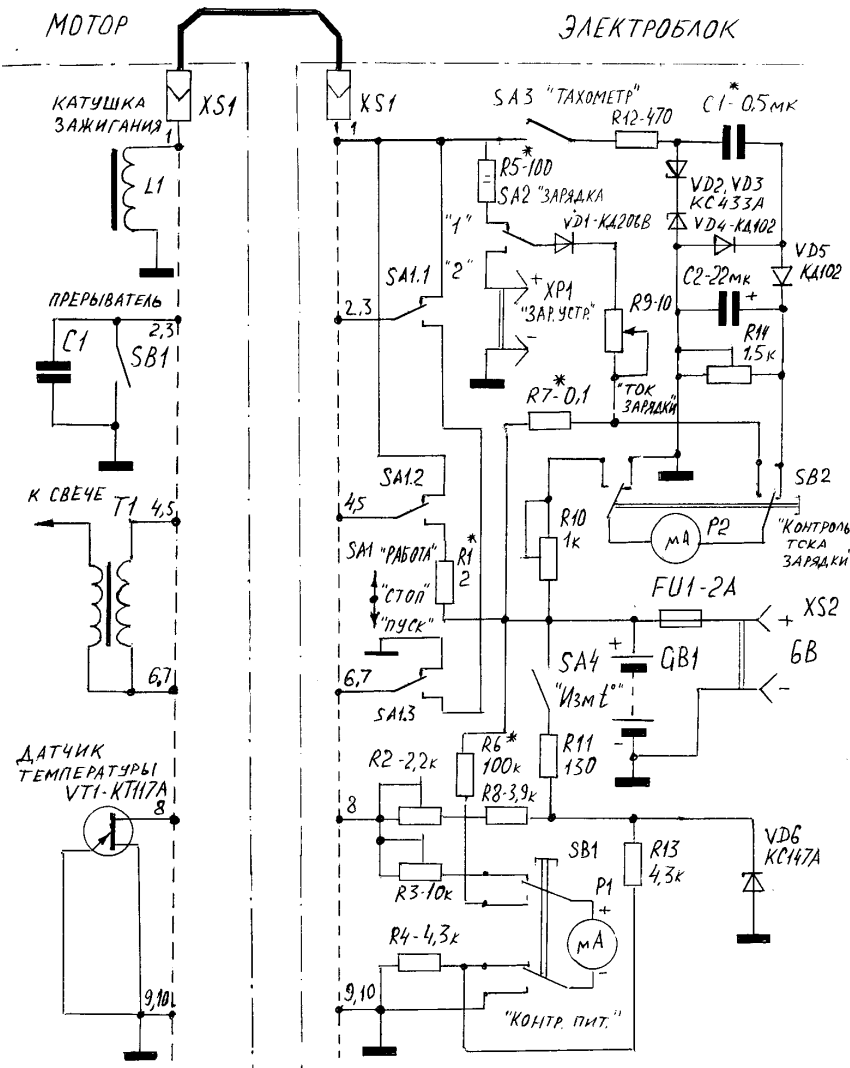 МОТОР
ЭЛЕКТРОБЛОК
КАТУШКА
ЗАЖИГАНИЯ
1
XS1
XS1
1
SA3 "ТАХОМЕТР"
R12-470
C1*-0,5мк
L1
R5*-100
SA2 "ЗАРЯДКА
VD1-КД206В
VD2, VD3
КС433А
VD4-КД102
VD5
КД102
"1"
"2"
SA1.1
+
XP1
"ЗАР.УСТР."
-
R9-10
C2-22мк
+
R14
1,5к
ПРЕРЫВАТЕЛЬ
2,3
C1
SB1
2,3
R7*-0,1
"ТОК
ЗАРЯДКИ"
SA1.2
SB2
К СВЕЧЕ
T1
4,5
4,5
R10
1к
мА
P2
"КОНТРОЛЬ
ТОКА
ЗАРЯДКИ"
SA1 "РАБОТА"
"СТОП"
"ПУСК"
R1*
2
FU1-2А
+
XS2
6В
-
+
GB1
-
SA4
"Изм t°"
6,7
6,7
SA1.3
ДАТЧИК
ТЕМПЕРАТУРЫ
VT1-КТ117А
8
8
R2-2,2к
R6*
100к
R11
130
R8-3,9к
R3-10к
SB1
P1
+
мА
-
R13
4,3к
VD6
КС147А
R4-4,3к
9,10
9,10
"КОНТР. ПИТ."